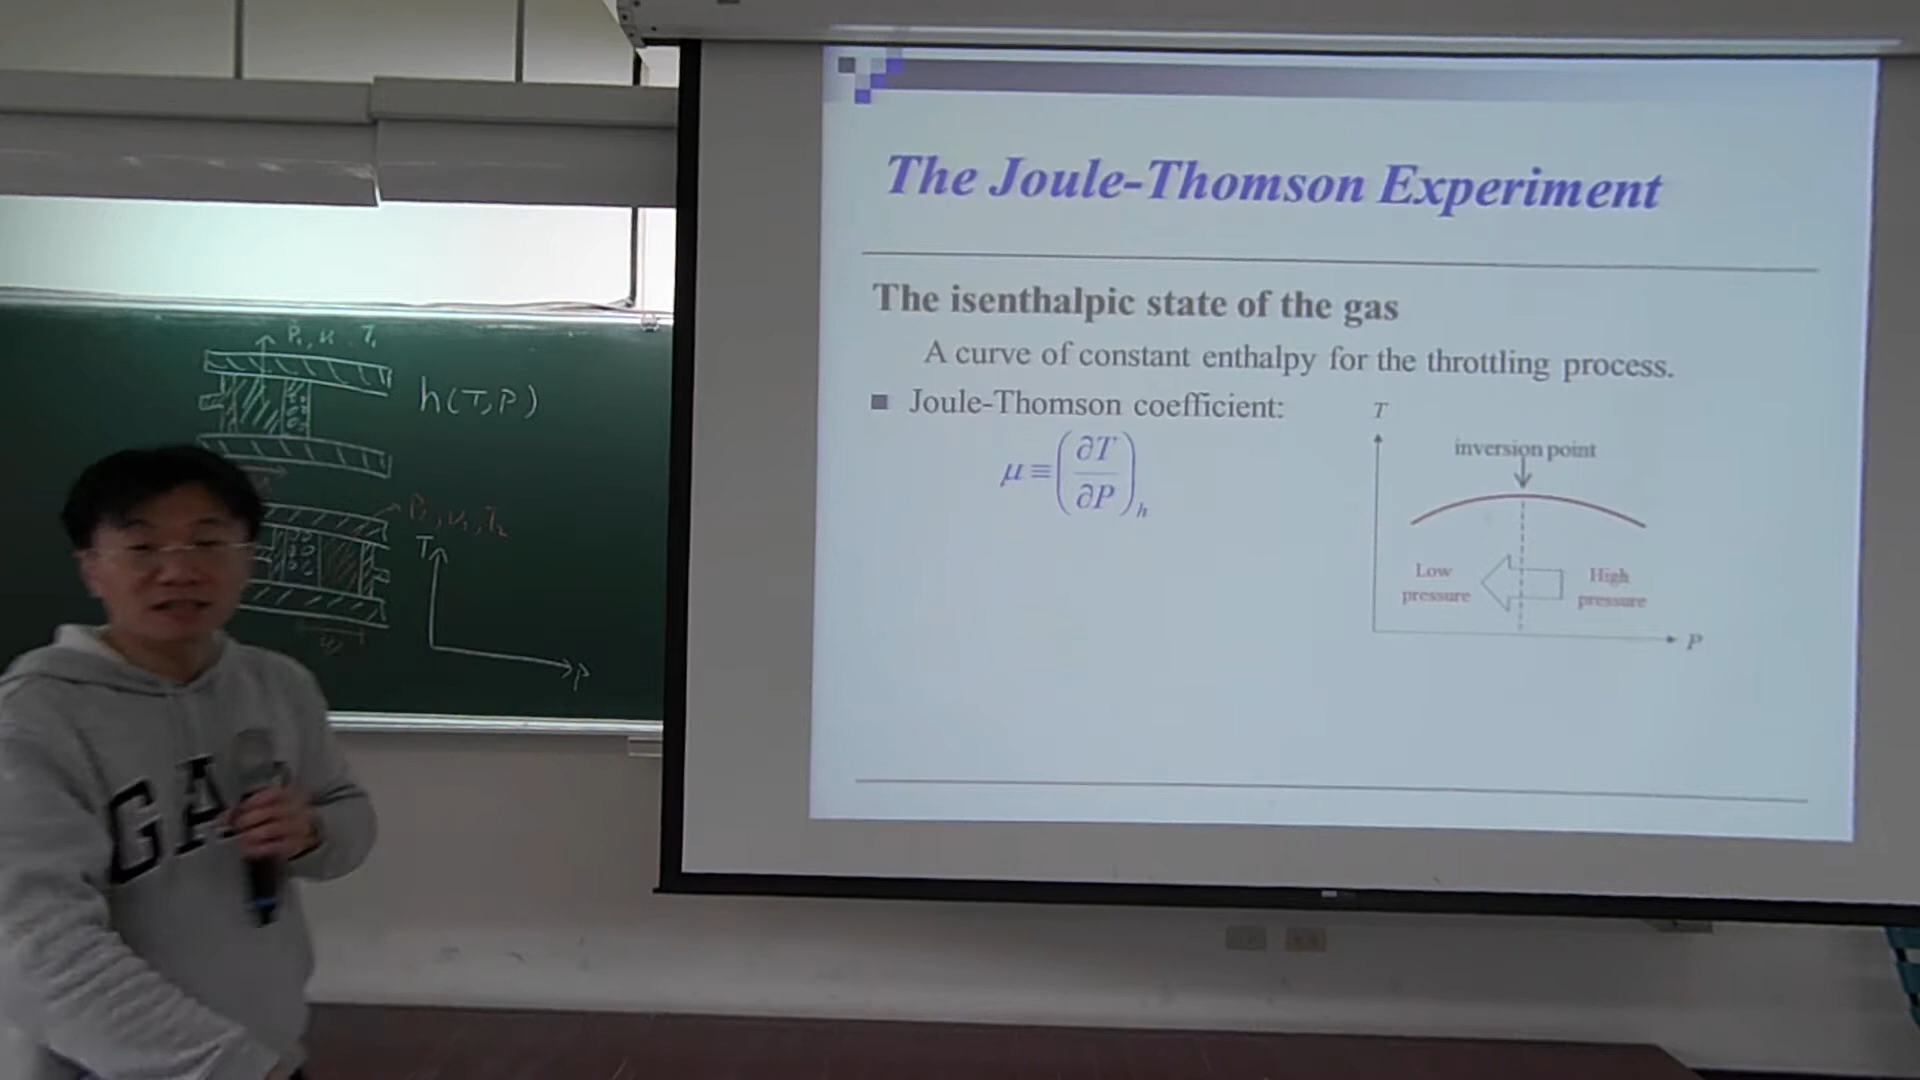 The Joule-Thomson Experiment
The isenthalpic state of the gas
A curve of constant enthalpy for the throttling process.
■ Joule-Thomson coefficient:
μ ≡ (∂T/∂P)h
T
inversion point
Low pressure
High pressure
P
h(T,P)
T
P
GA